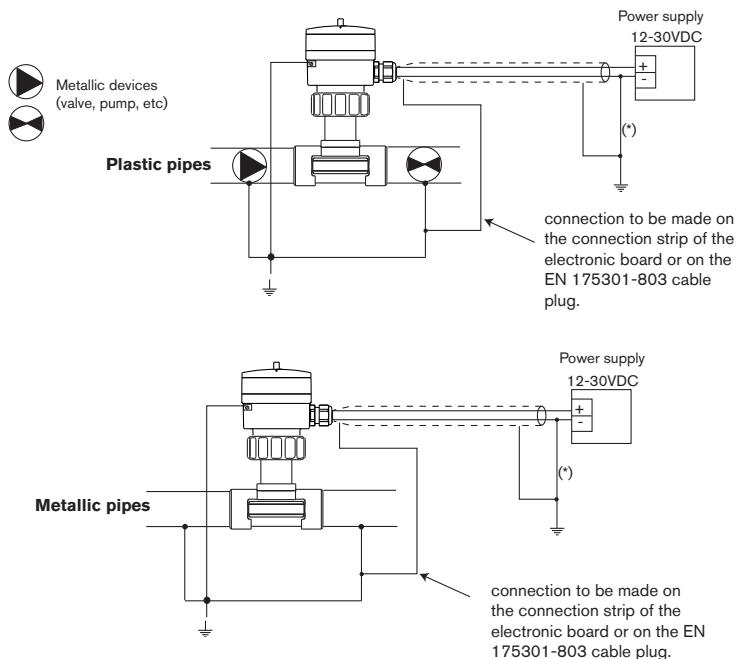 Power supply
12-30VDC
+
-
Metallic devices
(valve, pump, etc)
(*)
Plastic pipes
connection to be made on
the connection strip of the
electronic board or on the
EN 175301-803 cable
plug.
Power supply
12-30VDC
+
-
(*)
Metallic pipes
connection to be made on
the connection strip of the
electronic board or on the EN
175301-803 cable plug.